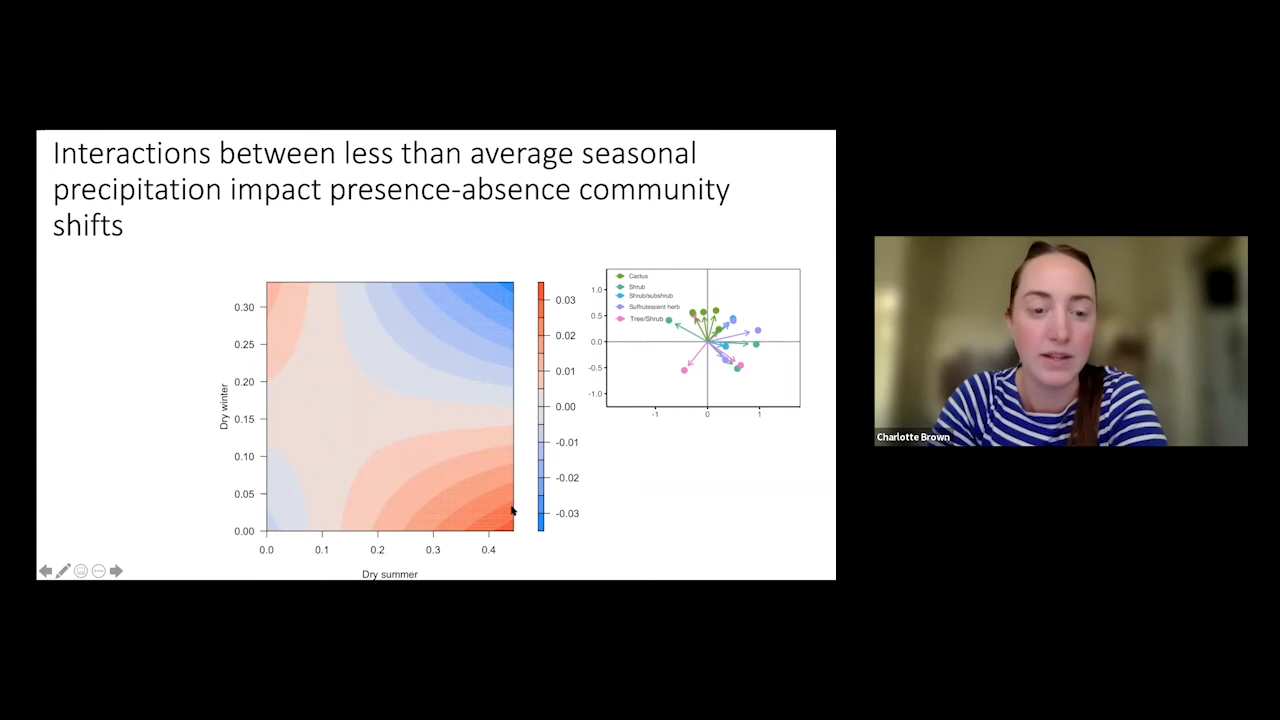 Interactions between less than average seasonal
precipitation impact presence-absence community
shifts
Dry winter
0.30
0.25
0.20
0.15
0.10
0.05
0.00
0.0 0.1 0.2 0.3 0.4
Dry summer
0.03
0.02
0.01
0.00
-0.01
-0.02
-0.03
Cactus
Shrub
Shrub/subshrub
Suffrutescent herb
Tree/Shrub
1.0
0.5
0.0
-0.5
-1.0
-1 0 1
Charlotte Brown